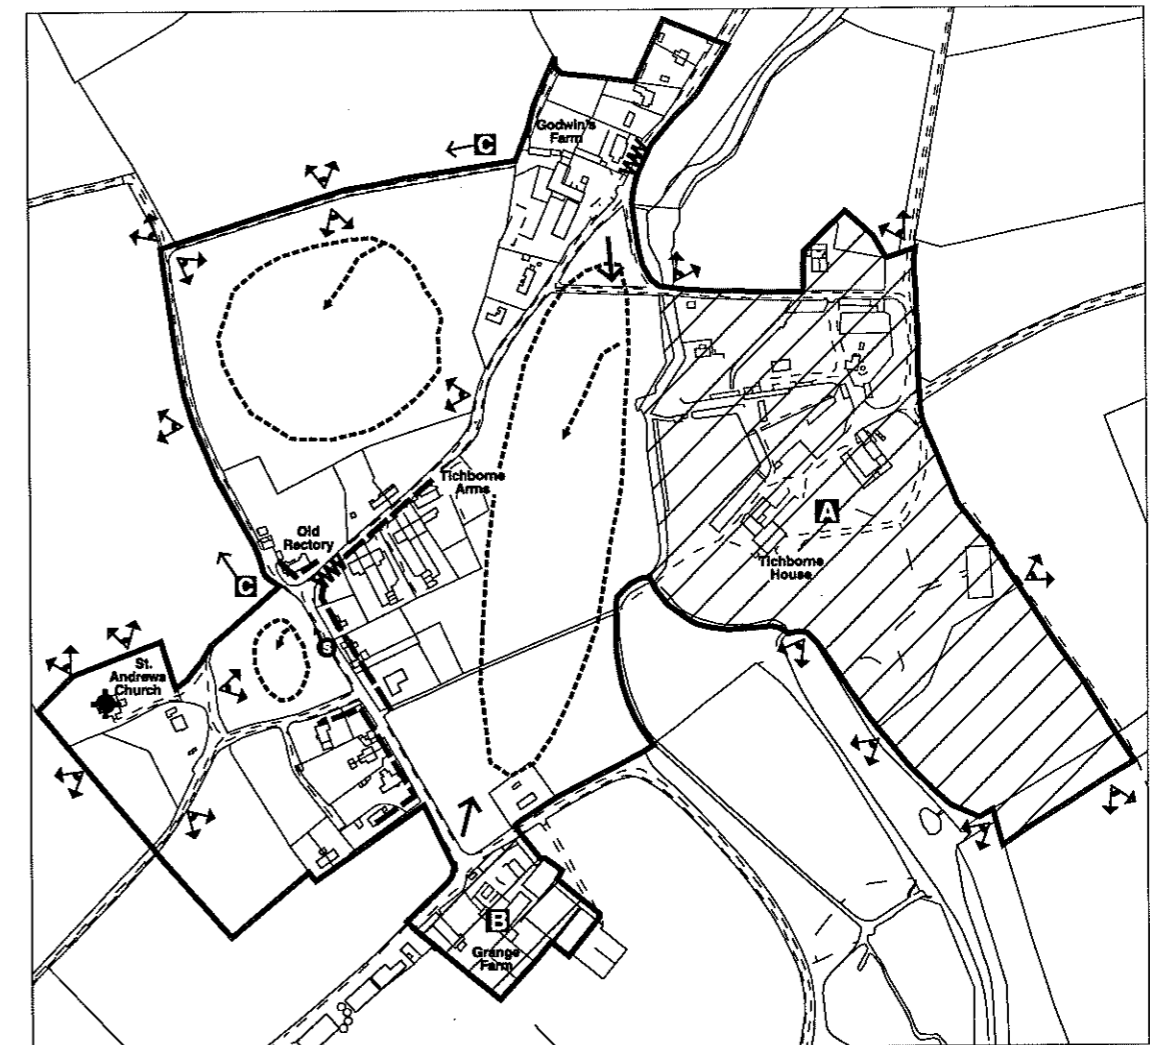 Godwin's
Farm
C
Tichborne
Arms
Old
Rectory
A
Tichborne
House
C
S
St.
Andrews
Church
B
Grange
Farm